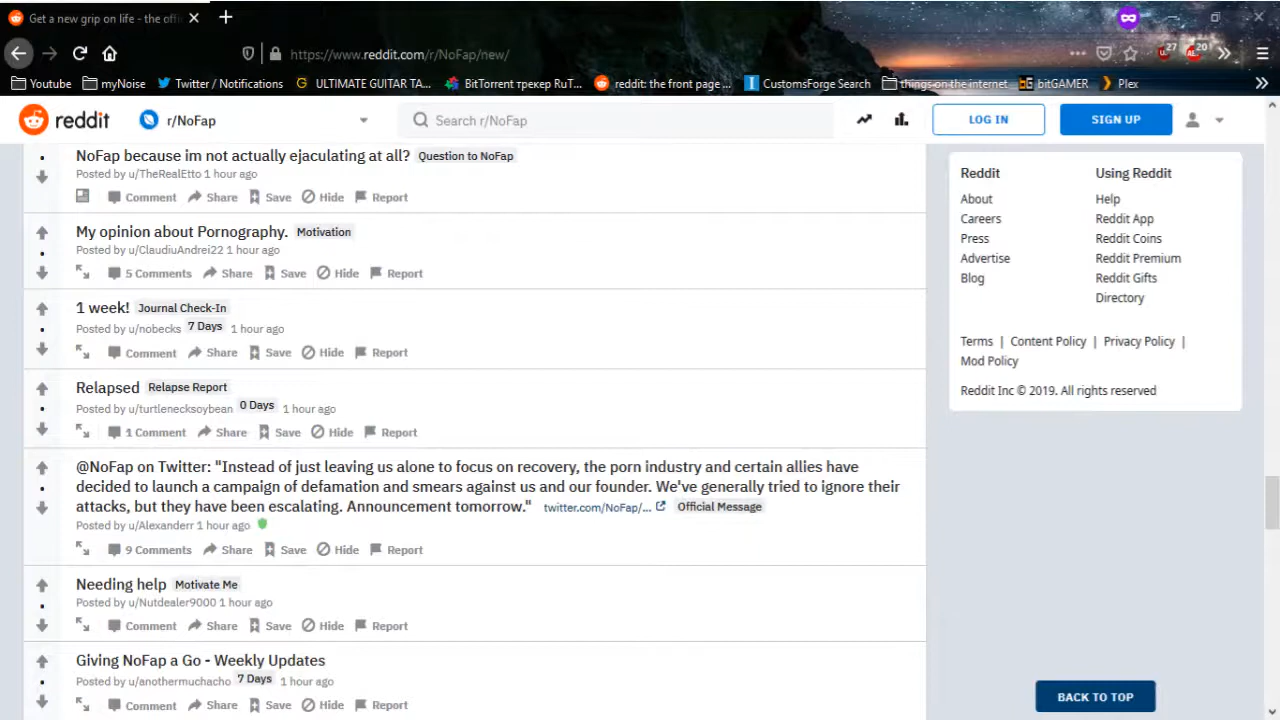 Get a new grip on life - the offi
27
20
https://www.reddit.com/r/NoFap/new/
Youtube myNoise Twitter / Notifications ULTIMATE GUITAR TA... BitTorrent трекер RuT... reddit: the front page ... CustomsForge Search things on the internet bitGAMER Plex
reddit r/NoFap Search r/NoFap LOG IN SIGN UP
NoFap because im not actually ejaculating at all? Question to NoFap
Posted by u/TheRealEtto 1 hour ago
Comment Share Save Hide Report
My opinion about Pornography. Motivation
Posted by u/ClaudiuAndrei22 1 hour ago
5 Comments Share Save Hide Report
1 week! Journal Check-In
Posted by u/nobecks 7 Days 1 hour ago
Comment Share Save Hide Report
Relapsed Relapse Report
Posted by u/turtlenecksoybean 0 Days 1 hour ago
1 Comment Share Save Hide Report
@NoFap on Twitter: "Instead of just leaving us alone to focus on recovery, the porn industry and certain allies have
decided to launch a campaign of defamation and smears against us and our founder. We've generally tried to ignore their
attacks, but they have been escalating. Announcement tomorrow." twitter.com/NoFap/... Official Message
Posted by u/Alexanderr 1 hour ago
9 Comments Share Save Hide Report
Needing help Motivate Me
Posted by u/Nutdealer9000 1 hour ago
Comment Share Save Hide Report
Giving NoFap a Go - Weekly Updates
Posted by u/anothermuchacho 7 Days 1 hour ago
Comment Share Save Hide Report
Reddit Using Reddit
About Help
Careers Reddit App
Press Reddit Coins
Advertise Reddit Premium
Blog Reddit Gifts
Directory
Terms | Content Policy | Privacy Policy |
Mod Policy
Reddit Inc © 2019. All rights reserved
BACK TO TOP